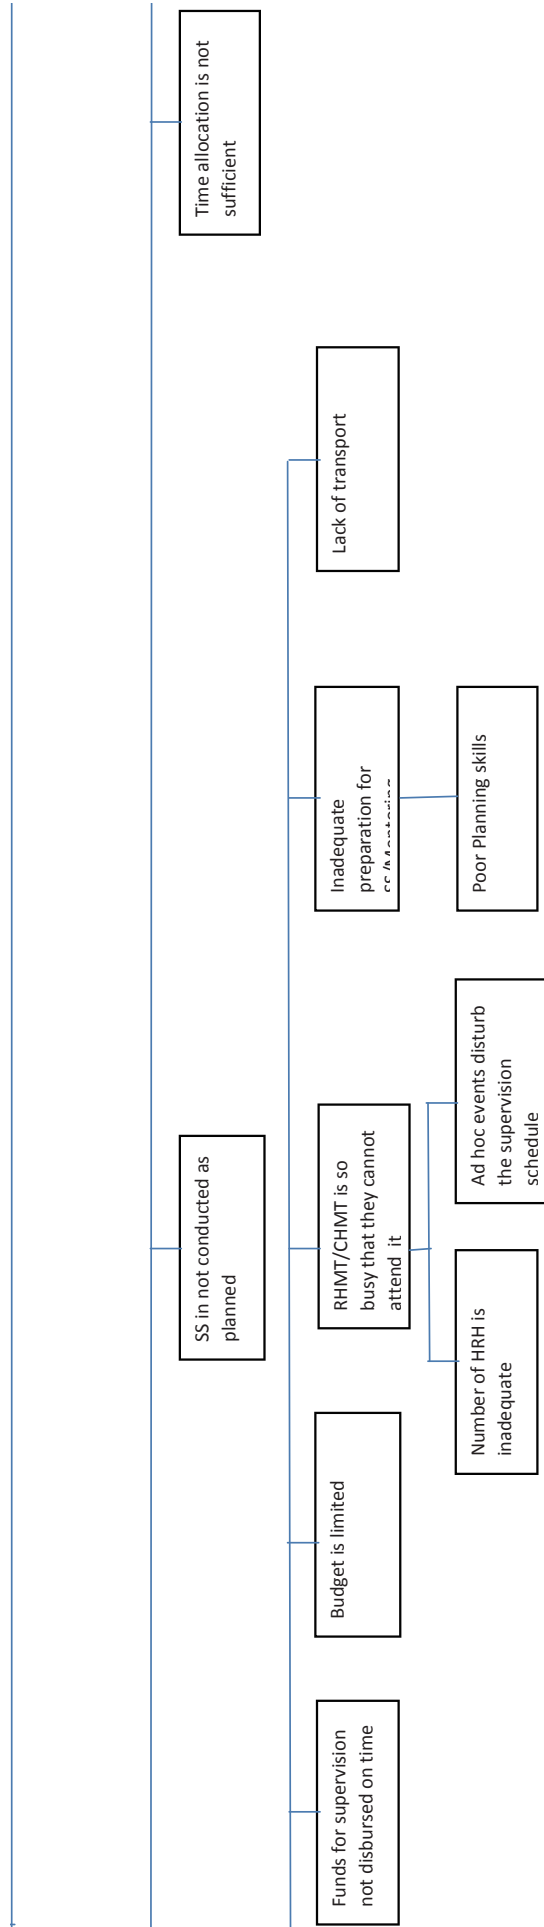 SS in not conducted as
planned
Time allocation is not
sufficient
Funds for supervision
not disbursed on time
Budget is limited
RHMT/CHMT is so
busy that they cannot
attend it
Inadequate
preparation for
Lack of transport
Number of HRH is
inadequate
Ad hoc events disturb
the supervision
schedule
Poor Planning skills